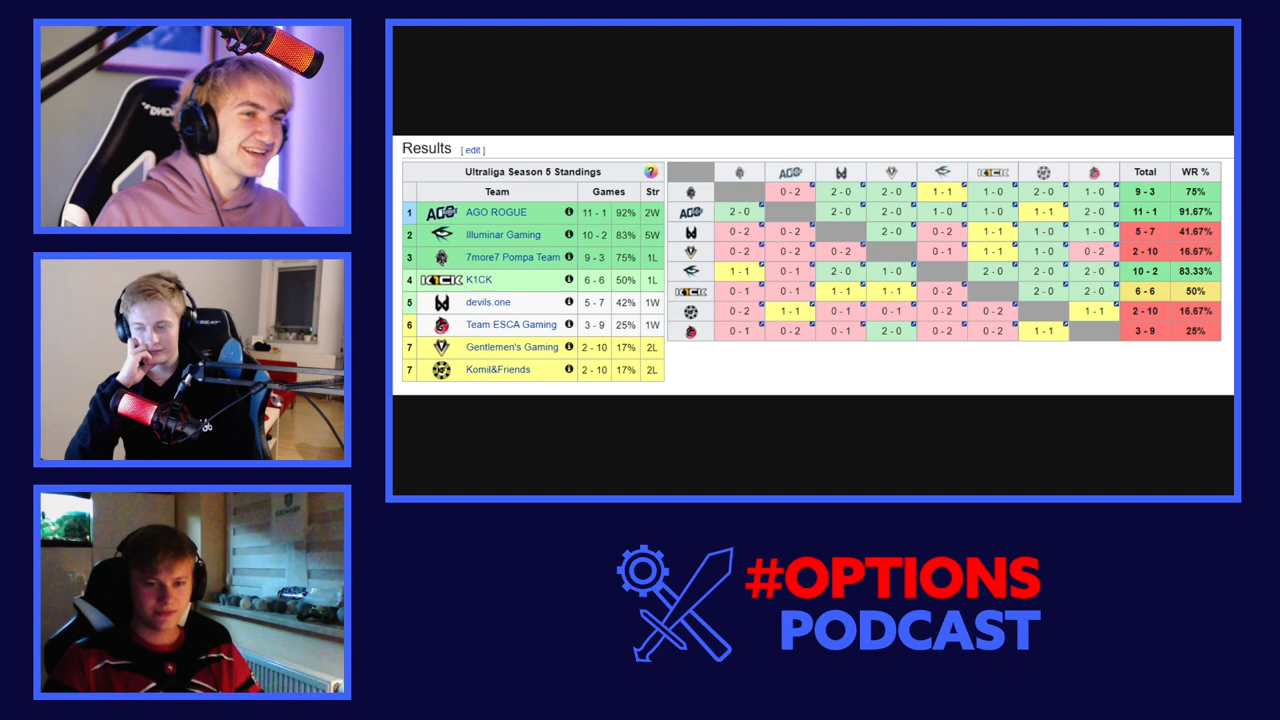 Results [ edit ]
Ultraliga Season 5 Standings
Team Games Str
1 AGO AGO ROGUE 11 - 1 92% 2W
2 Illuminar Gaming 10 - 2 83% 5W
3 7more7 Pompa Team 9 - 3 75% 1L
4 K1CK K1CK 6 - 6 50% 1L
5 devils.one 5 - 7 42% 1W
6 Team ESCA Gaming 3 - 9 25% 1W
7 Gentlemen's Gaming 2 - 10 17% 2L
7 KF Komil&Friends 2 - 10 17% 2L
AGO K1CK Total WR %
0 - 2 2 - 0 2 - 0 1 - 1 1 - 0 2 - 0 1 - 0 9 - 3 75%
AGO 2 - 0 2 - 0 2 - 0 1 - 0 1 - 0 1 - 1 2 - 0 11 - 1 91.67%
0 - 2 0 - 2 2 - 0 0 - 2 1 - 1 1 - 0 1 - 0 5 - 7 41.67%
0 - 2 0 - 2 0 - 2 0 - 1 1 - 1 1 - 0 0 - 2 2 - 10 16.67%
1 - 1 0 - 1 2 - 0 1 - 0 2 - 0 2 - 0 2 - 0 10 - 2 83.33%
K1CK 0 - 1 0 - 1 1 - 1 1 - 1 0 - 2 2 - 0 2 - 0 6 - 6 50%
0 - 2 1 - 1 0 - 1 0 - 1 0 - 2 0 - 2 1 - 1 2 - 10 16.67%
0 - 1 0 - 2 0 - 1 2 - 0 0 - 2 0 - 2 1 - 1 3 - 9 25%
#OPTIONS
PODCAST